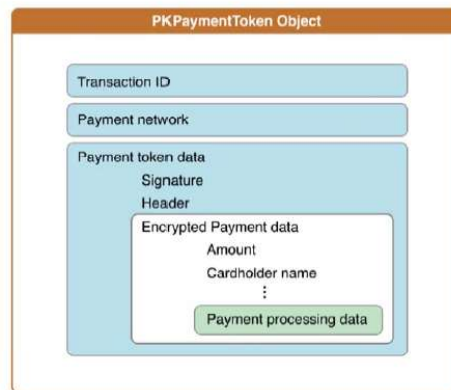 PKPaymentToken Object
Transaction ID
Payment network
Payment token data
Signature
Header
Encrypted Payment data
Amount
Cardholder name
⋮
Payment processing data